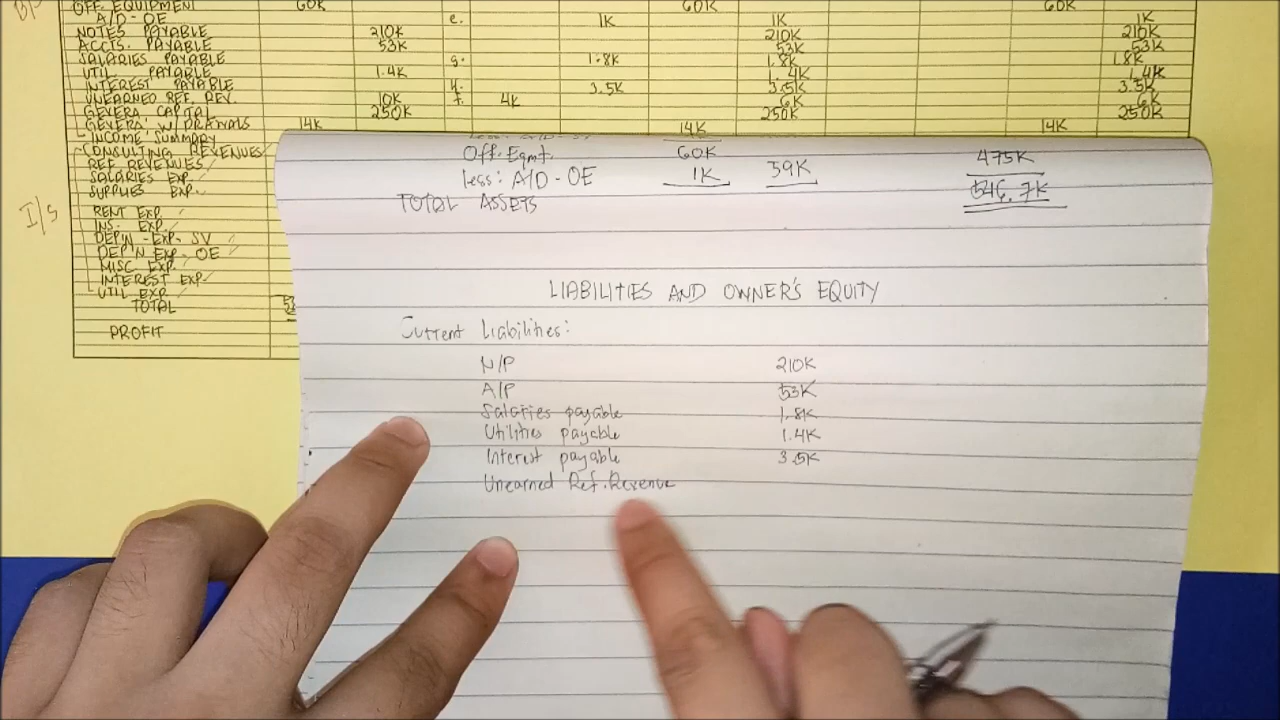 B/S
OFF. EQUIPMENT 60K 60K 60K
A/D - OE e. 1K 1K 1K
NOTES PAYABLE 210K 210K 210K
ACCTS. PAYABLE 53K 53K 53K
SALARIES PAYABLE g. 1.8K 1.8K 1.8K
UTIL PAYABLE 1.4K 1.4K 1.4K
INTEREST PAYABLE h. 3.5K 3.5K 3.5K
UNEARNED REF. REV. 10K f. 4K 6K 6K
GEVERA, CAPITAL 250K 250K 250K
GEVERA, W/DRAWALS 14K 14K 14K
INCOME SUMMARY
CONSULTING REVENUES
REF. REVENUES
SALARIES EXP.
SUPPLIES EXP.
I/S
RENT EXP.
INS. EXP.
DEP'N - EXP. SV
DEP'N EXP. OE
MISC EXP.
INTEREST EXP.
UTIL EXP.
TOTAL
PROFIT
Off. Eqmt. 60K 475K
less: A/D - OE 1K 59K
TOTAL ASSETS 546.7K
LIABILITIES AND OWNER'S EQUITY
Current liabilities:
N/P 210K
A/P 53K
Salaries payable 1.8K
Utilities payable 1.4K
Interest payable 3.5K
Unearned Ref. Revenue